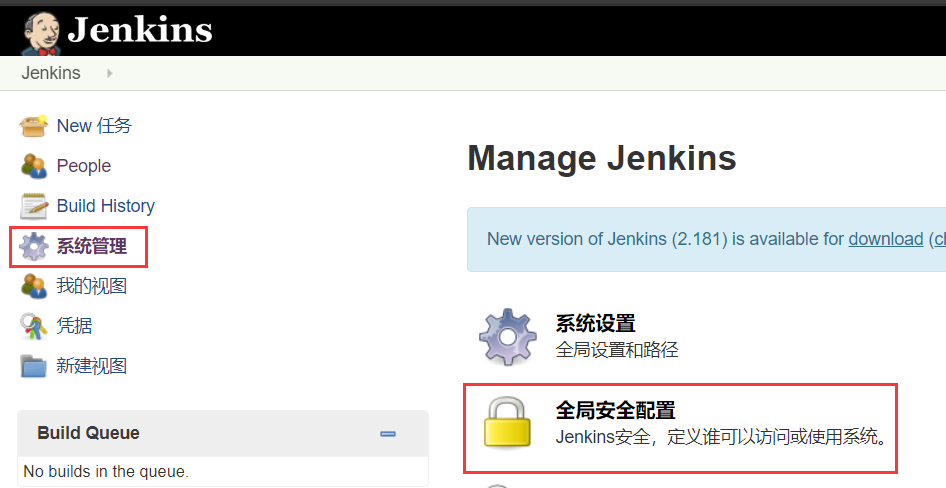 Jenkins
Jenkins
New 任务
People
Build History
系统管理
我的视图
凭据
新建视图
Build Queue
No builds in the queue.
Manage Jenkins
New version of Jenkins (2.181) is available for download (
系统设置
全局设置和路径
全局安全配置
Jenkins安全，定义谁可以访问或使用系统。